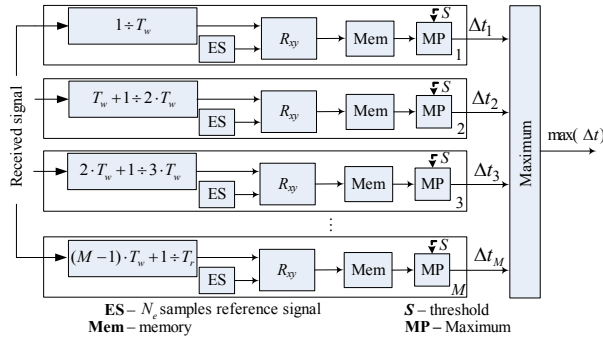 Received signal
1÷T_w
ES
R_xy
Mem
S
MP
1
Δt_1
T_w+1÷2·T_w
ES
R_xy
Mem
S
MP
2
Δt_2
2·T_w+1÷3·T_w
ES
R_xy
Mem
S
MP
3
Δt_3
⋮
(M−1)·T_w+1÷T_r
ES
R_xy
Mem
S
MP
M
Δt_M
Maximum
max(Δt)
ES – N_e samples reference signal
S – threshold
Mem – memory
MP – Maximum